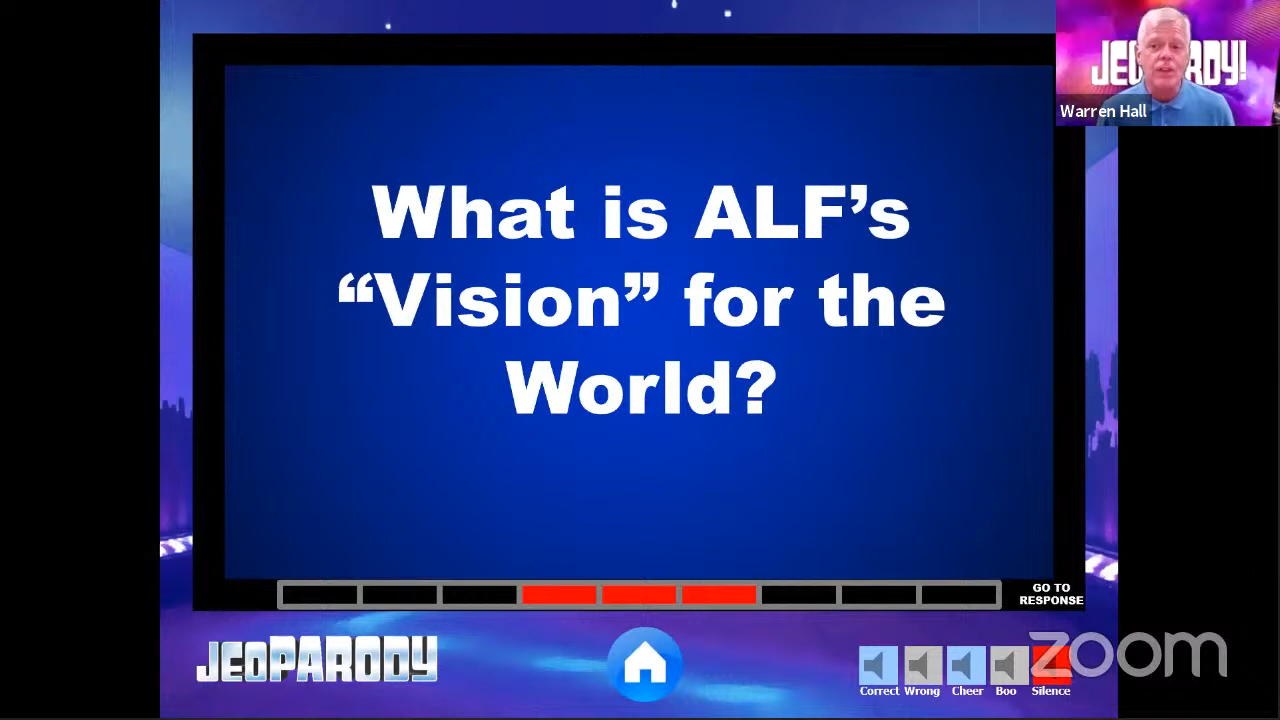 What is ALF’s
“Vision” for the
World?
JEOPARDY!
Warren Hall
GO TO
RESPONSE
JEOPARODY
Correct Wrong Cheer Boo Silence
zoom